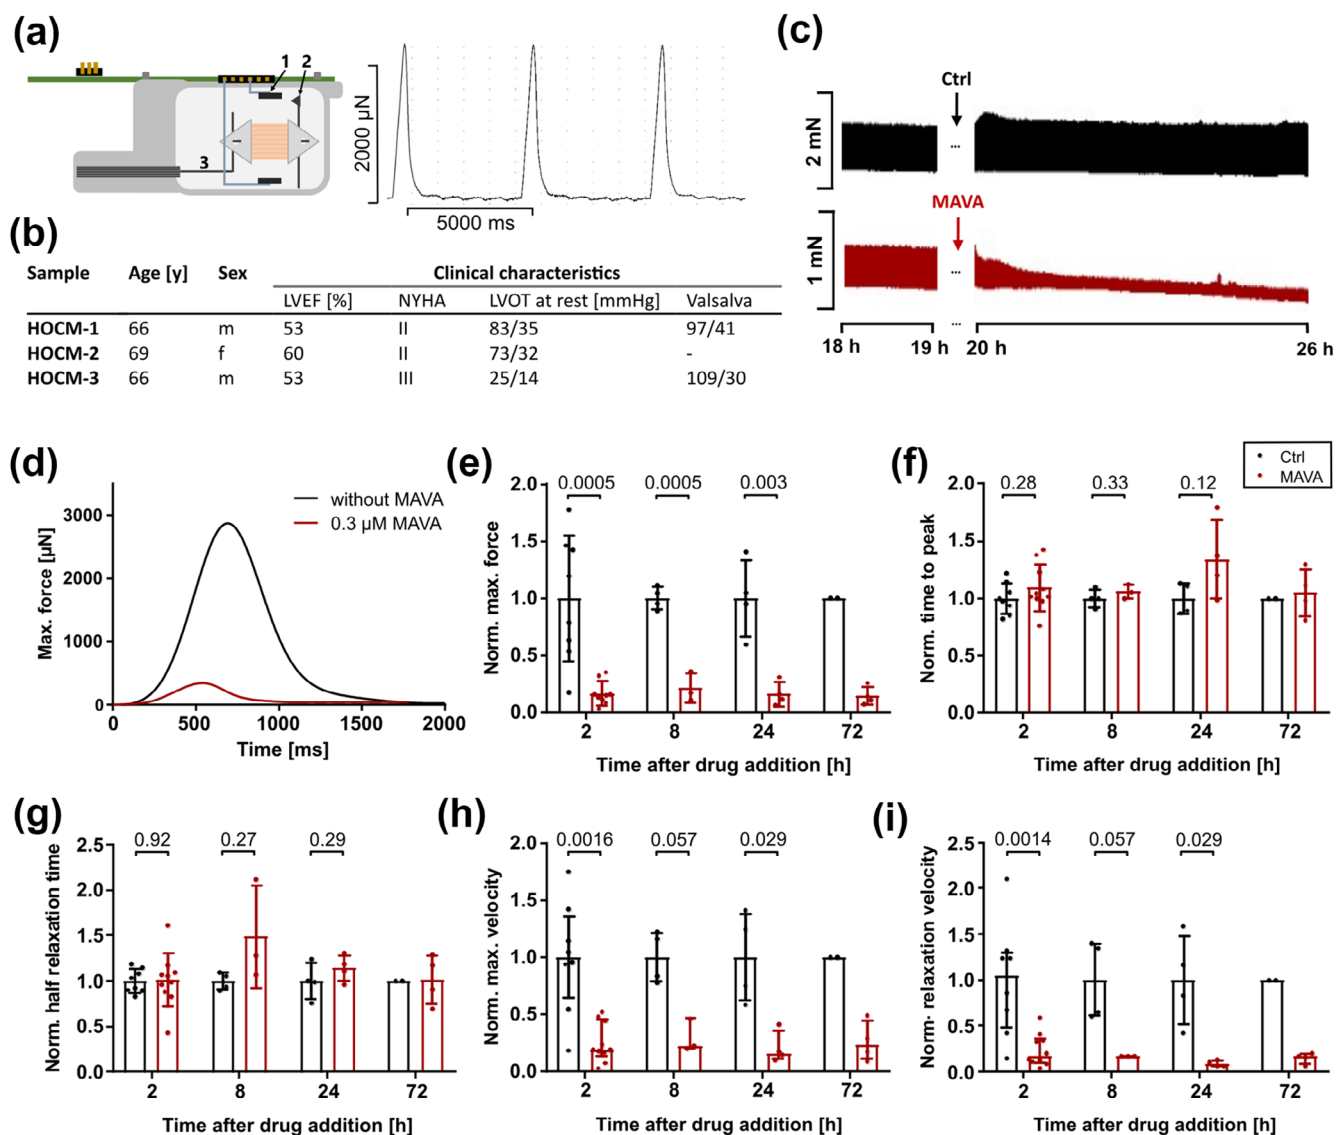 (a)
1 2
3
2000 µN
5000 ms
(b)
Sample Age [y] Sex Clinical characteristics
LVEF [%] NYHA LVOT at rest [mmHg] Valsalva
HOCM-1 66 m 53 II 83/35 97/41
HOCM-2 69 f 60 II 73/32 -
HOCM-3 66 m 53 III 25/14 109/30
(c)
Ctrl
2 mN
...
MAVA
1 mN
...
...
18 h 19 h 20 h 26 h
(d)
without MAVA
0.3 µM MAVA
Max. force [µN]
3000
2000
1000
0
0 500 1000 1500 2000
Time [ms]
(e)
0.0005 0.0005 0.003
Norm. max. force
2.0
1.5
1.0
0.5
0.0
2 8 24 72
Time after drug addition [h]
(f)
Ctrl
MAVA
0.28 0.33 0.12
Norm. time to peak
2.0
1.5
1.0
0.5
0.0
2 8 24 72
Time after drug addition [h]
(g)
0.92 0.27 0.29
Norm. half relaxation time
2.5
2.0
1.5
1.0
0.5
0.0
2 8 24 72
Time after drug addition [h]
(h)
0.0016 0.057 0.029
Norm. max. velocity
2.0
1.5
1.0
0.5
0.0
2 8 24 72
Time after drug addition [h]
(i)
0.0014 0.057 0.029
Norm- relaxation velocity
2.5
2.0
1.5
1.0
0.5
0.0
2 8 24 72
Time after drug addition [h]